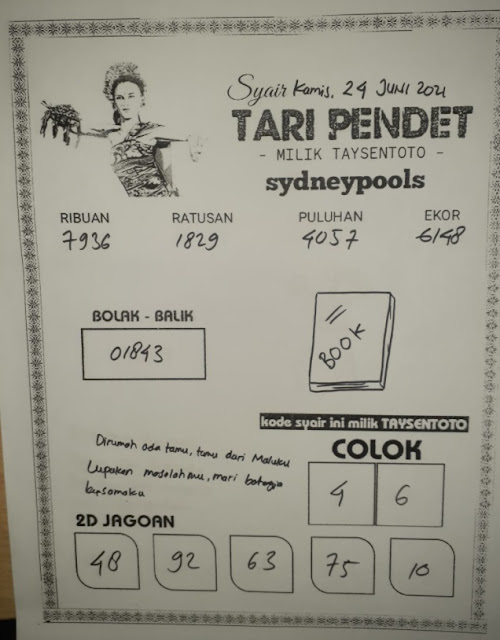 Syair Kamis, 24 JUNI 2021
TARI PENDET
- MILIK TAYSENTOTO -
sydneypools
RIBUAN RATUSAN PULUHAN EKOR
7936 1829 4057 6148
BOLAK - BALIK
01843
BOOK
kode syair ini milik TAYSENTOTO
Dirumah ada tamu, tamu dari Maluku
Lupakan masalahmu, mari bahagia
bersamaku
COLOK
4 6
2D JAGOAN
48 92 63 75 10